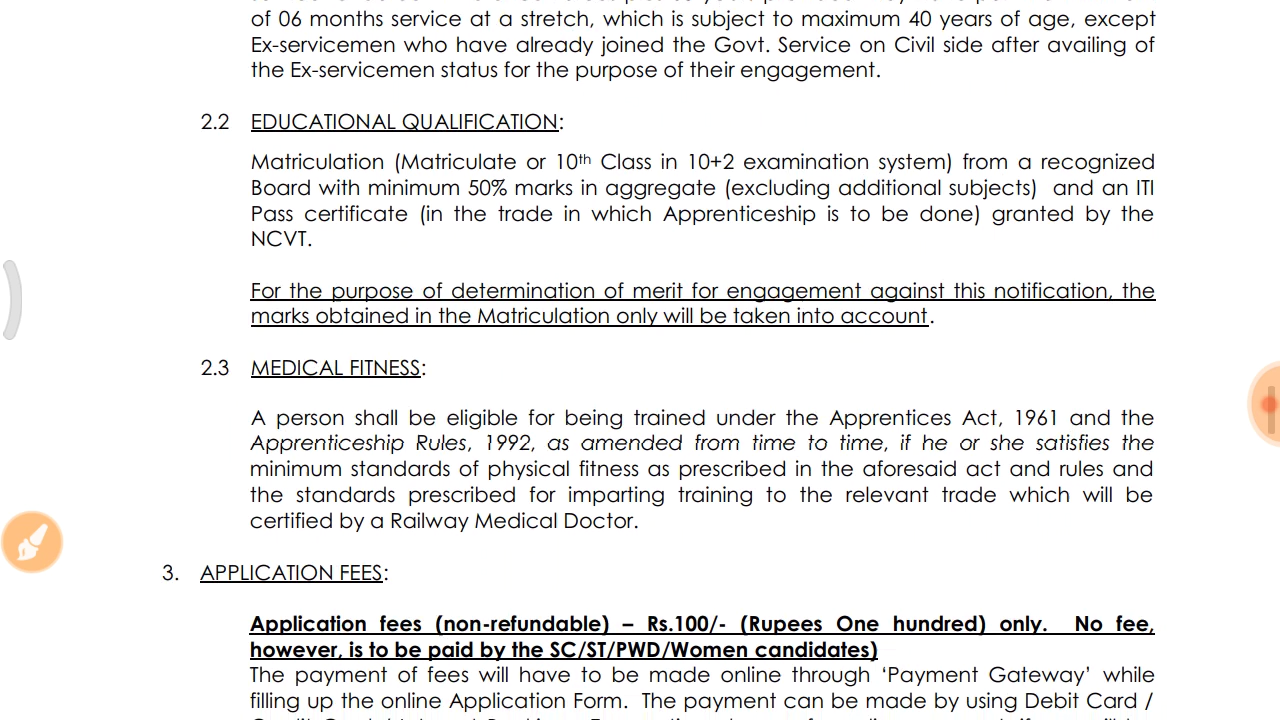 of 06 months service at a stretch, which is subject to maximum 40 years of age, except
Ex-servicemen who have already joined the Govt. Service on Civil side after availing of
the Ex-servicemen status for the purpose of their engagement.
2.2 EDUCATIONAL QUALIFICATION:
Matriculation (Matriculate or 10th Class in 10+2 examination system) from a recognized
Board with minimum 50% marks in aggregate (excluding additional subjects) and an ITI
Pass certificate (in the trade in which Apprenticeship is to be done) granted by the
NCVT.
For the purpose of determination of merit for engagement against this notification, the
marks obtained in the Matriculation only will be taken into account.
2.3 MEDICAL FITNESS:
A person shall be eligible for being trained under the Apprentices Act, 1961 and the
Apprenticeship Rules, 1992, as amended from time to time, if he or she satisfies the
minimum standards of physical fitness as prescribed in the aforesaid act and rules and
the standards prescribed for imparting training to the relevant trade which will be
certified by a Railway Medical Doctor.
3. APPLICATION FEES:
Application fees (non-refundable) – Rs.100/- (Rupees One hundred) only. No fee,
however, is to be paid by the SC/ST/PWD/Women candidates)
The payment of fees will have to be made online through ‘Payment Gateway’ while
filling up the online Application Form. The payment can be made by using Debit Card /